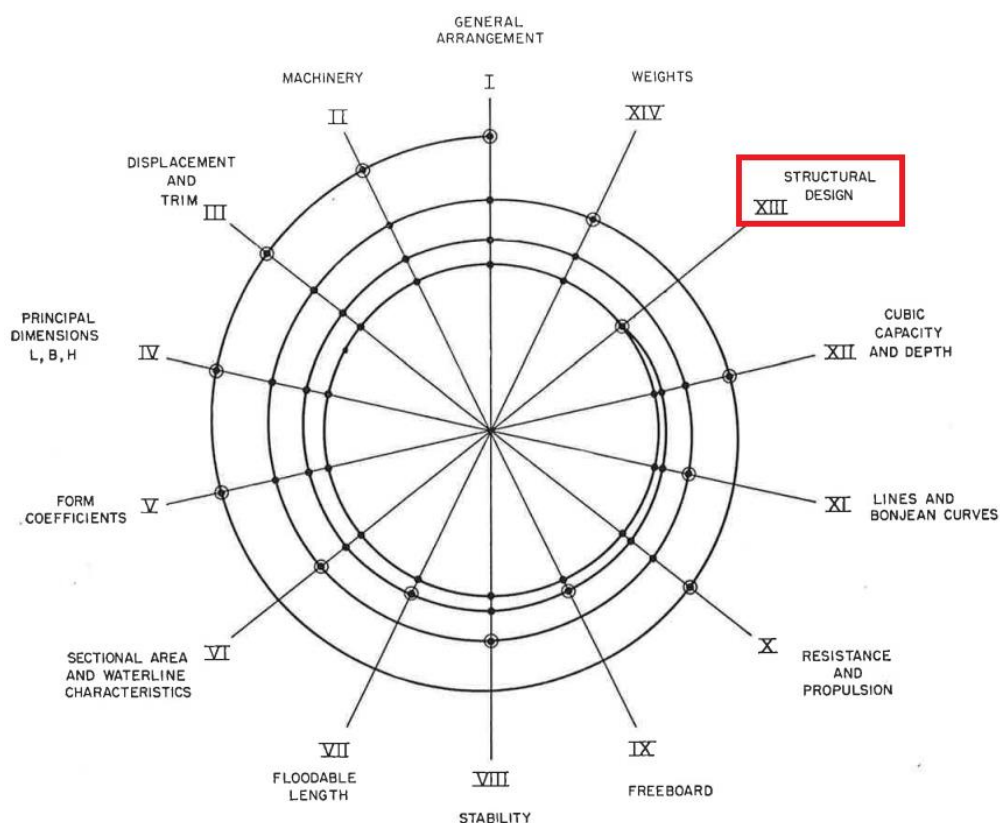 GENERAL
ARRANGEMENT
I
MACHINERY
II
DISPLACEMENT
AND
TRIM
III
PRINCIPAL
DIMENSIONS
L, B, H
IV
FORM
COEFFICIENTS
V
SECTIONAL AREA
AND WATERLINE
CHARACTERISTICS
VI
VII
FLOODABLE
LENGTH
VIII
STABILITY
IX
FREEBOARD
X
RESISTANCE
AND
PROPULSION
XI
LINES AND
BONJEAN CURVES
XII
CUBIC
CAPACITY
AND DEPTH
STRUCTURAL
DESIGN
XIII
WEIGHTS
XIV